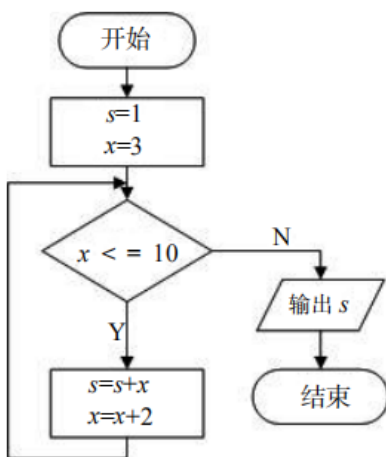 开始
s=1
x=3
x < = 10
N
Y
输出 s
s=s+x
x=x+2
结束